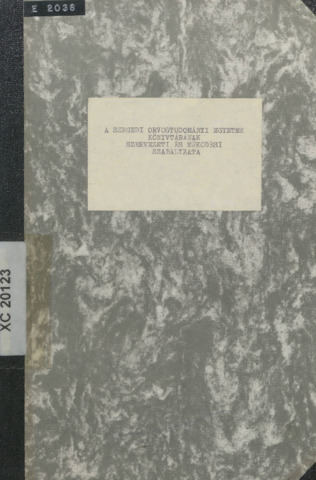 E 2036
A SZEGEDI ORVOSTUDOMÁNYI EGYETEM
KÖNYVTÁRÁNAK
SZERVEZETI ÉS MŰKÖDÉSI
SZABÁLYZATA
XC 20123